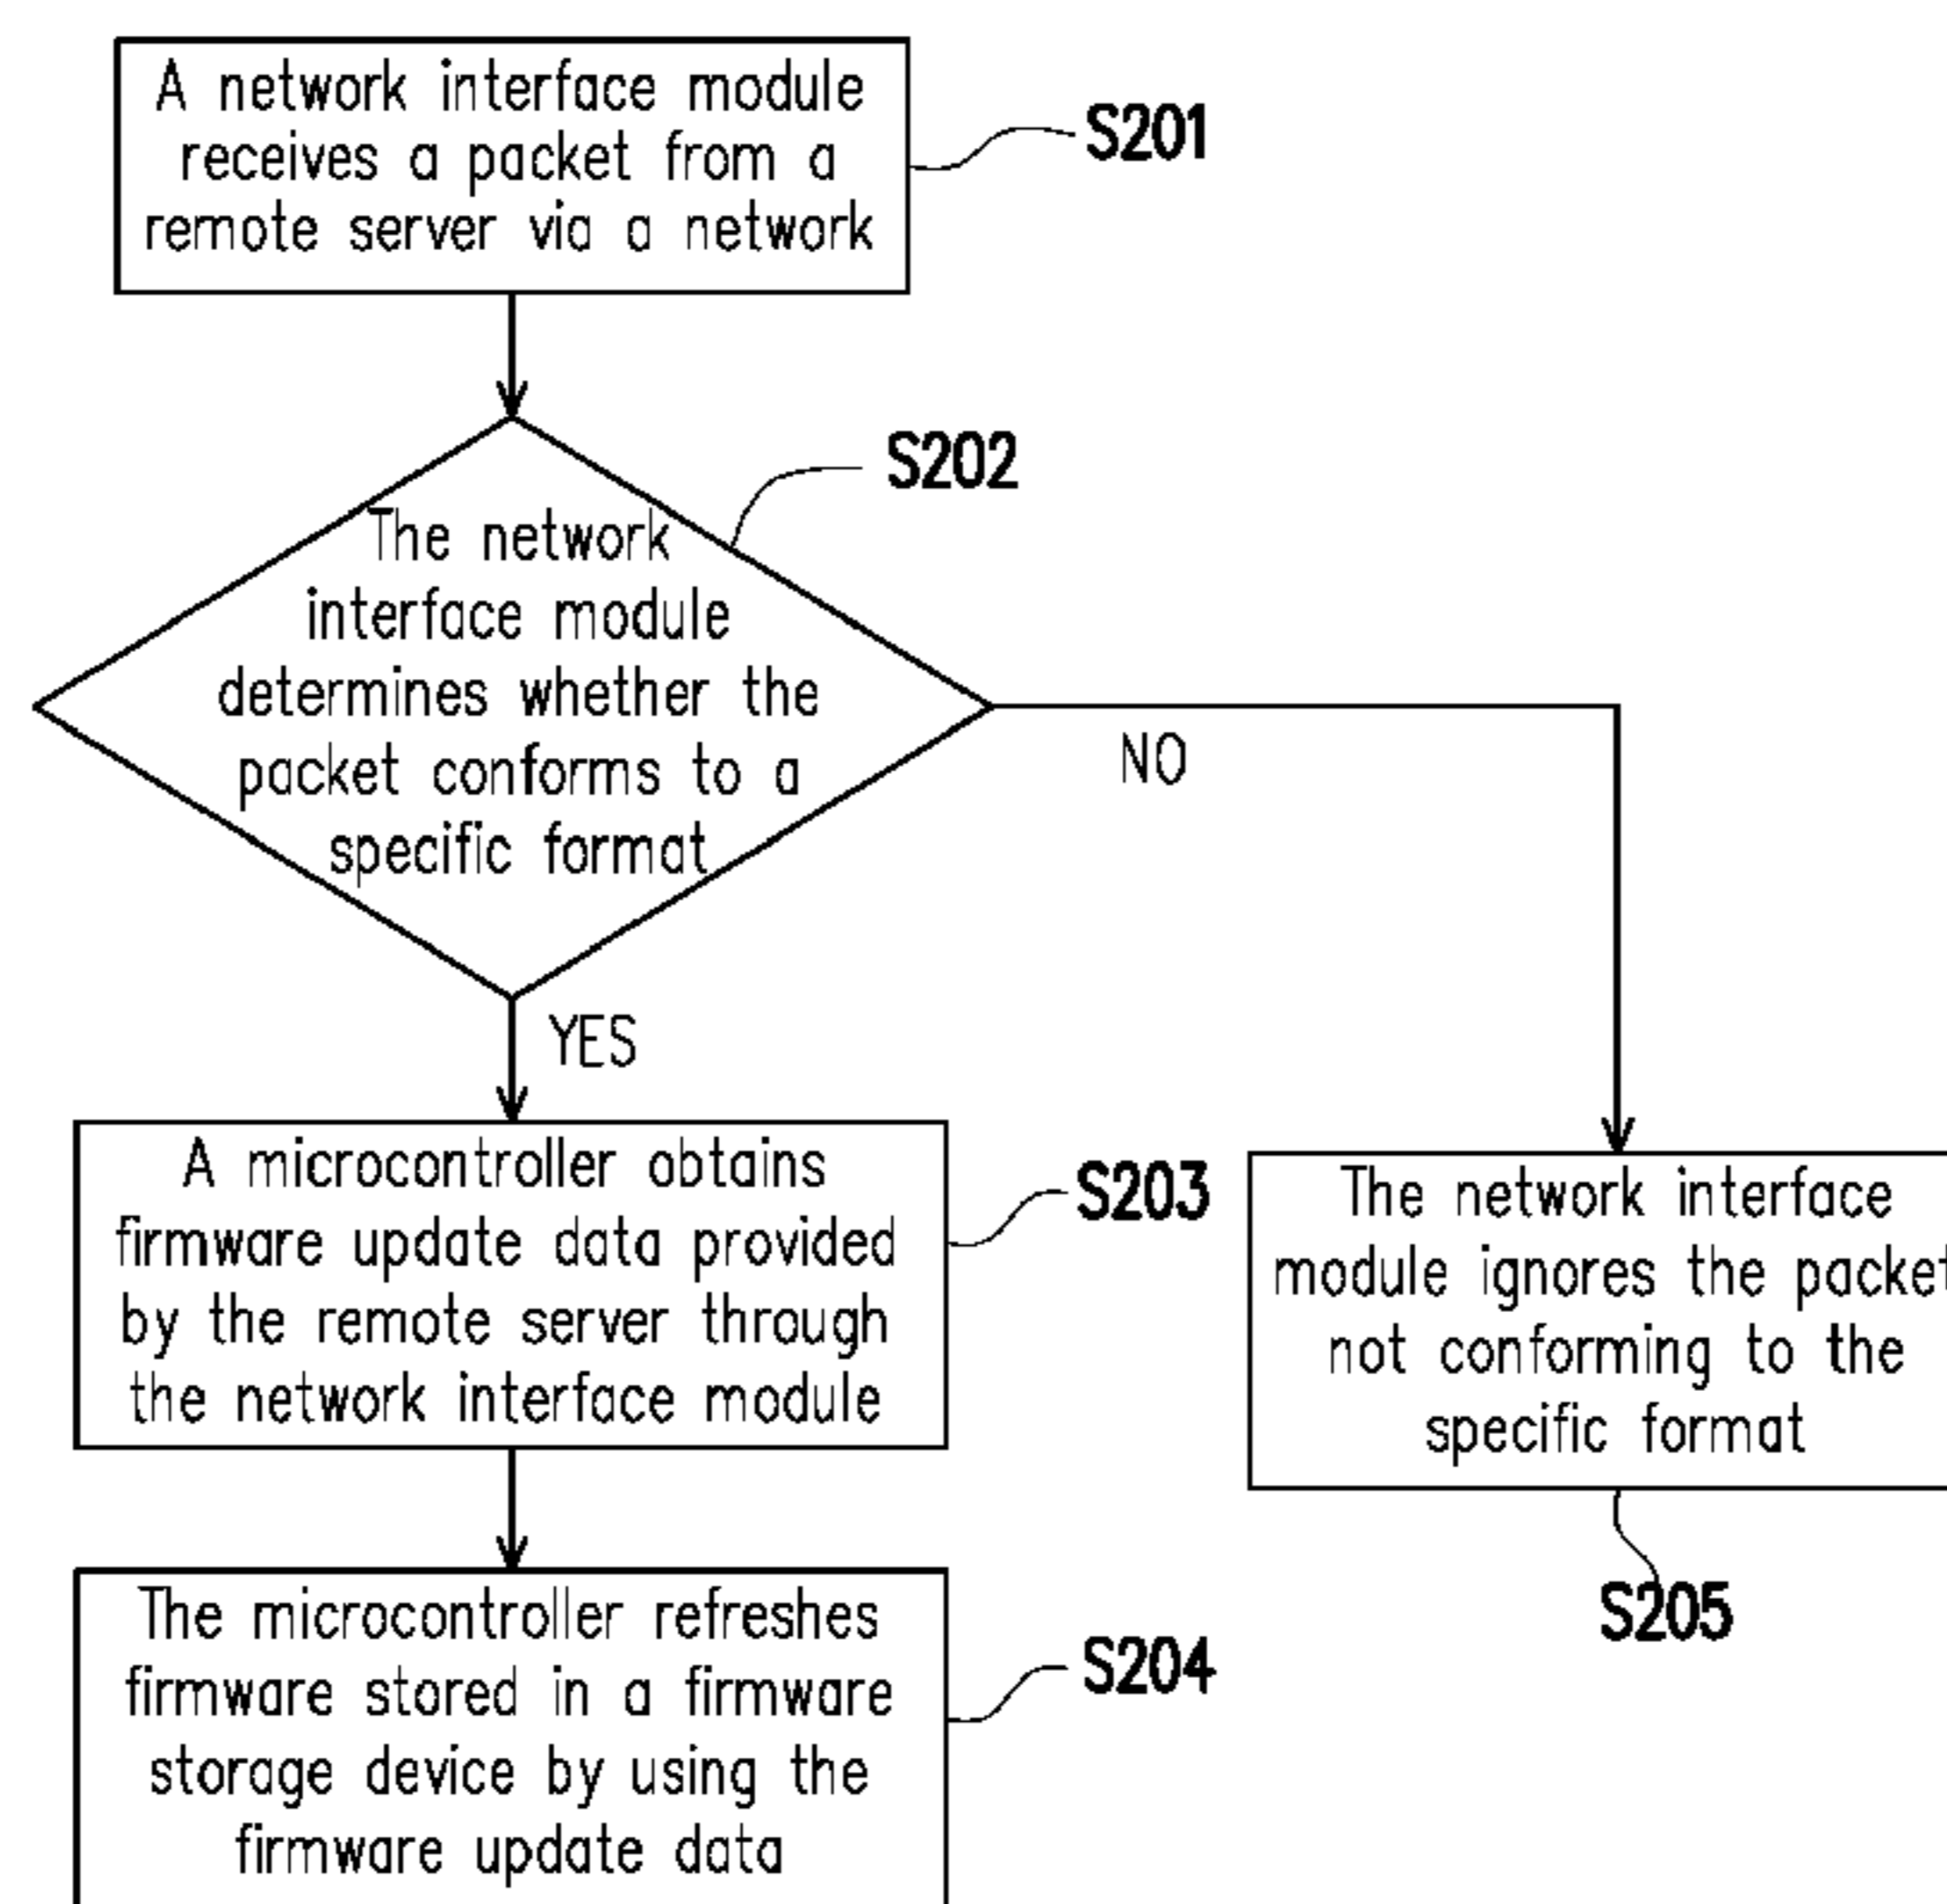 A network interface module
receives a packet from a
remote server via a network
S201
S202
The network
interface module
determines whether the
packet conforms to a
specific format
NO
YES
A microcontroller obtains
firmware update data provided
by the remote server through
the network interface module
S203
The network interface
module ignores the packet
not conforming to the
specific format
S205
The microcontroller refreshes
firmware stored in a firmware
storage device by using the
firmware update data
S204